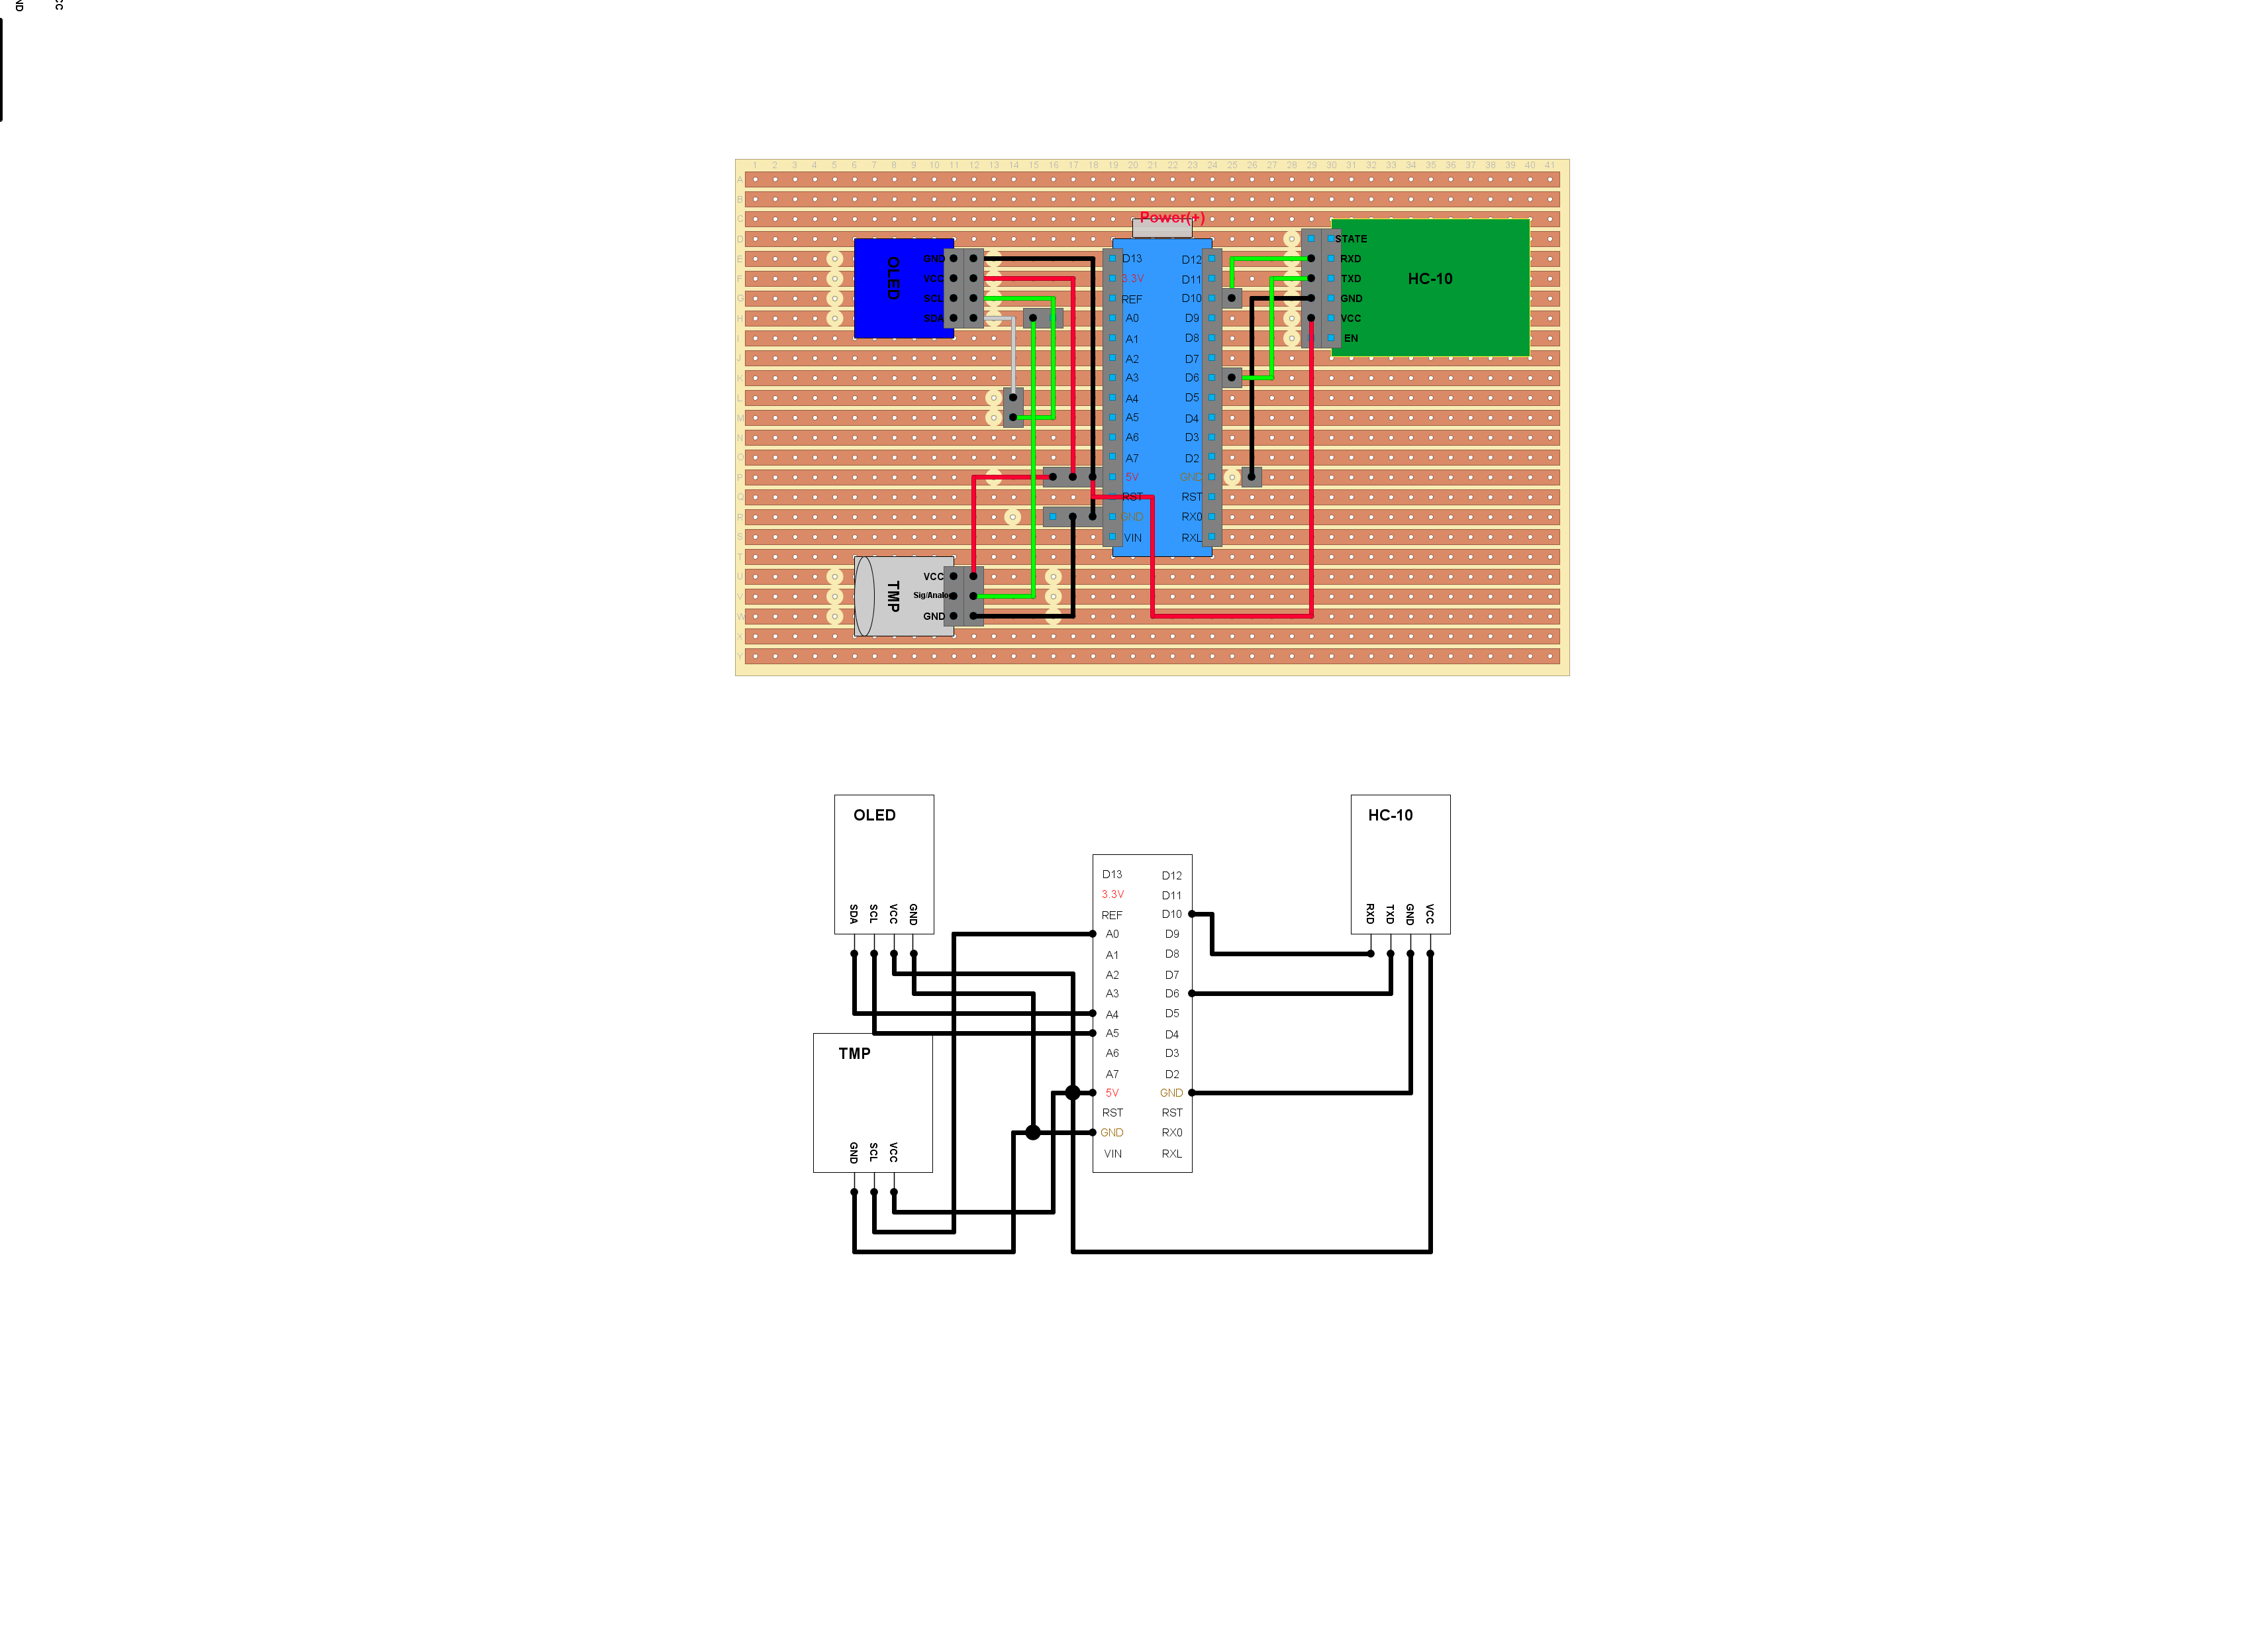 ND CC
1 2 3 4 5 6 7 8 9 10 11 12 13 14 15 16 17 18 19 20 21 22 23 24 25 26 27 28 29 30 31 32 33 34 35 36 37 38 39 40 41
A
B
C
D
E
F
G
H
I
J
K
L
M
N
O
P
Q
R
S
T
U
V
W
X
Y
Power(+)
OLED
GND
VCC
SCL
SDA
D13 D12
3.3V D11
REF D10
A0 D9
A1 D8
A2 D7
A3 D6
A4 D5
A5 D4
A6 D3
A7 D2
5V GND
RST RST
GND RX0
VIN RXL
STATE
RXD
TXD
GND
VCC
EN
HC-10
TMP
VCC
Sig/Analog
GND
OLED
SDA SCL VCC GND
HC-10
RXD TXD GND VCC
D13 D12
3.3V D11
REF D10
A0 D9
A1 D8
A2 D7
A3 D6
A4 D5
A5 D4
A6 D3
A7 D2
5V GND
RST RST
GND RX0
VIN RXL
TMP
GND SCL VCC